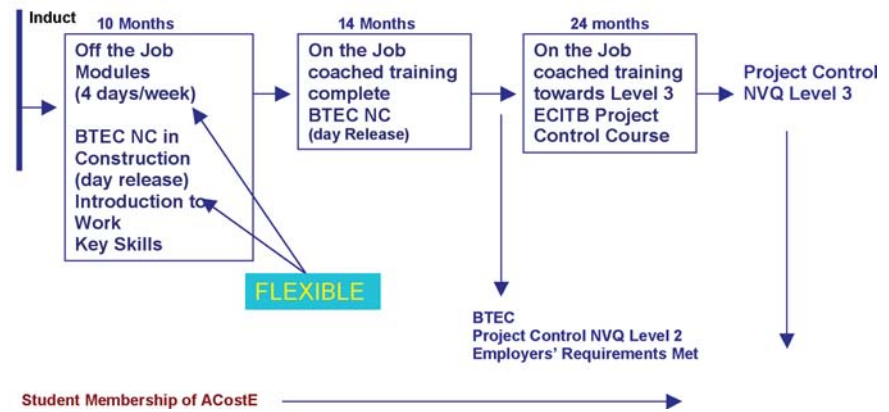 Induct
10 Months
Off the Job
Modules
(4 days/week)
BTEC NC in
Construction
(day release)
Introduction to
Work
Key Skills
14 Months
On the Job
coached training
complete
BTEC NC
(day Release)
24 months
On the Job
coached training
towards Level 3
ECITB Project
Control Course
Project Control
NVQ Level 3
FLEXIBLE
BTEC
Project Control NVQ Level 2
Employers' Requirements Met
Student Membership of ACostE